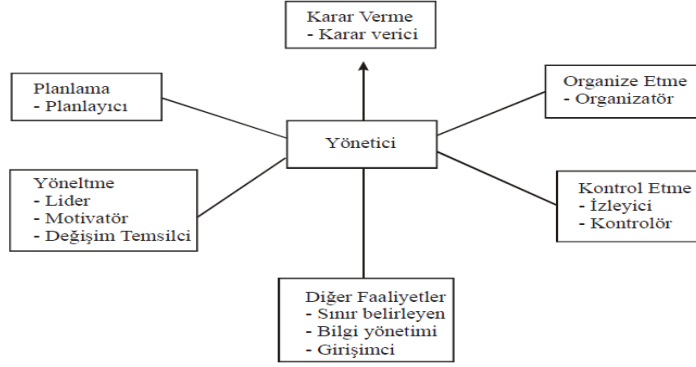 Karar Verme
- Karar verici
Planlama
- Planlayıcı
Organize Etme
- Organizatör
Yönetici
Yöneltme
- Lider
- Motivatör
- Değişim Temsilci
Kontrol Etme
- İzleyici
- Kontrolör
Diğer Faaliyetler
- Sınır belirleyen
- Bilgi yönetimi
- Girişimci